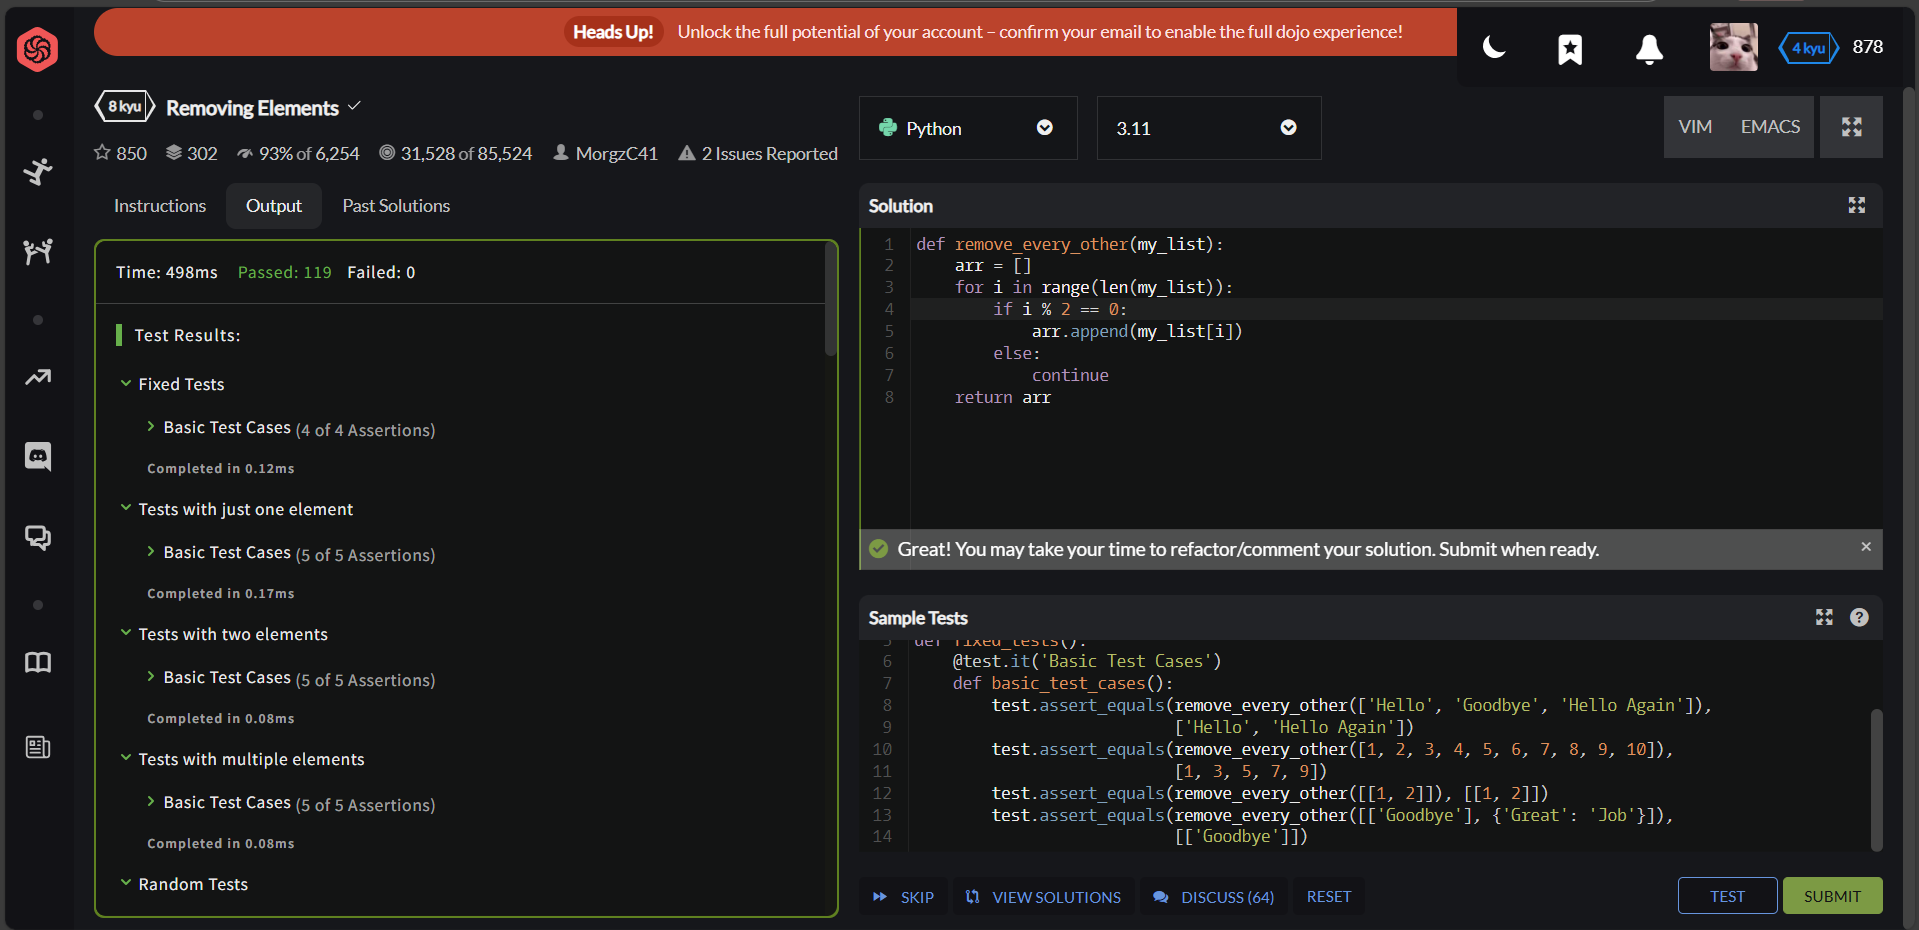 Heads Up! Unlock the full potential of your account – confirm your email to enable the full dojo experience!
4 kyu 878
8 kyu Removing Elements
850 302 93% of 6,254 31,528 of 85,524 MorgzC41 2 Issues Reported
Python 3.11
VIM EMACS
Instructions Output Past Solutions
Time: 498ms Passed: 119 Failed: 0
Test Results:
Fixed Tests
Basic Test Cases (4 of 4 Assertions)
Completed in 0.12ms
Tests with just one element
Basic Test Cases (5 of 5 Assertions)
Completed in 0.17ms
Tests with two elements
Basic Test Cases (5 of 5 Assertions)
Completed in 0.08ms
Tests with multiple elements
Basic Test Cases (5 of 5 Assertions)
Completed in 0.08ms
Random Tests
Solution
1 def remove_every_other(my_list):
2     arr = []
3     for i in range(len(my_list)):
4         if i % 2 == 0:
5             arr.append(my_list[i])
6         else:
7             continue
8     return arr
Great! You may take your time to refactor/comment your solution. Submit when ready.
Sample Tests
5 def fixed_tests():
6     @test.it('Basic Test Cases')
7     def basic_test_cases():
8         test.assert_equals(remove_every_other(['Hello', 'Goodbye', 'Hello Again']),
9                            ['Hello', 'Hello Again'])
10         test.assert_equals(remove_every_other([1, 2, 3, 4, 5, 6, 7, 8, 9, 10]),
11                            [1, 3, 5, 7, 9])
12         test.assert_equals(remove_every_other([[1, 2]]), [[1, 2]])
13         test.assert_equals(remove_every_other([['Goodbye'], {'Great': 'Job'}]),
14                            [['Goodbye']])
SKIP VIEW SOLUTIONS DISCUSS (64) RESET TEST SUBMIT